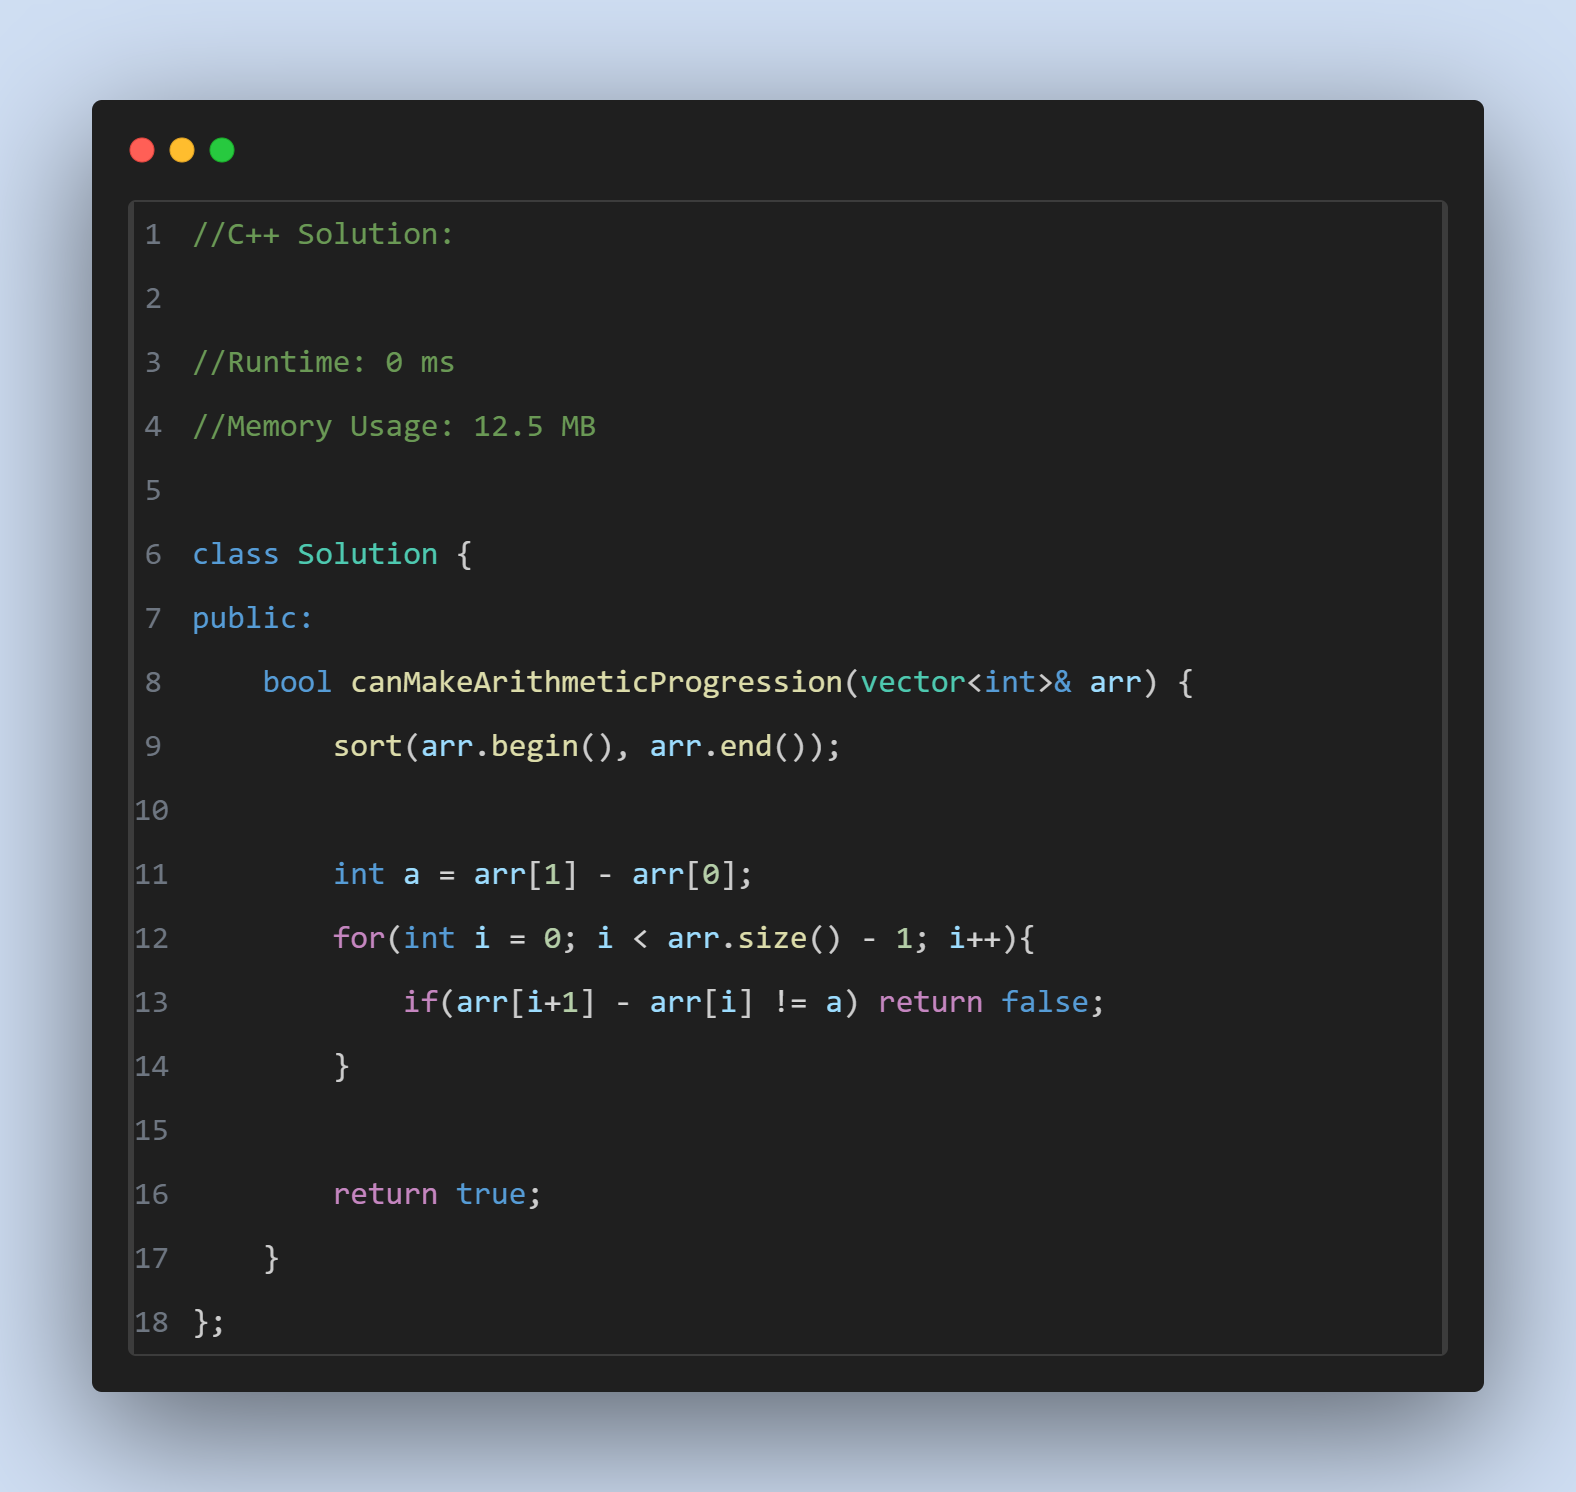 1 //C++ Solution:
2
3 //Runtime: 0 ms
4 //Memory Usage: 12.5 MB
5
6 class Solution {
7 public:
8     bool canMakeArithmeticProgression(vector<int>& arr) {
9         sort(arr.begin(), arr.end());
10
11         int a = arr[1] - arr[0];
12         for(int i = 0; i < arr.size() - 1; i++){
13             if(arr[i+1] - arr[i] != a) return false;
14         }
15
16         return true;
17     }
18 };